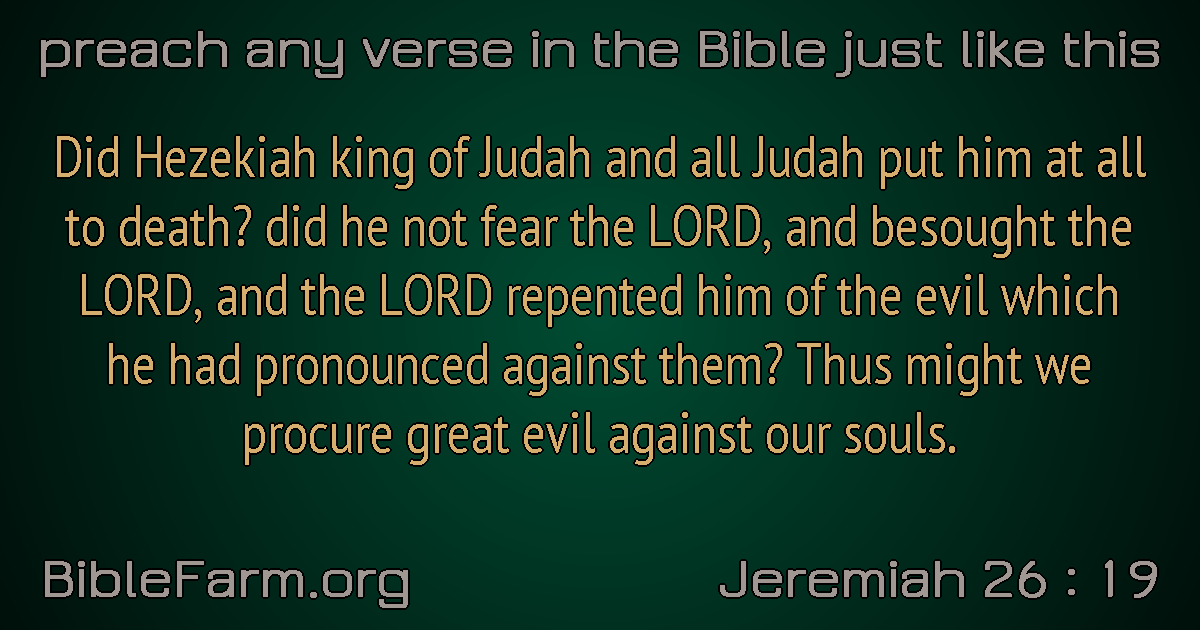 preach any verse in the Bible just like this
Did Hezekiah king of Judah and all Judah put him at all
to death? did he not fear the LORD, and besought the
LORD, and the LORD repented him of the evil which
he had pronounced against them? Thus might we
procure great evil against our souls.
BibleFarm.org
Jeremiah 26 : 19